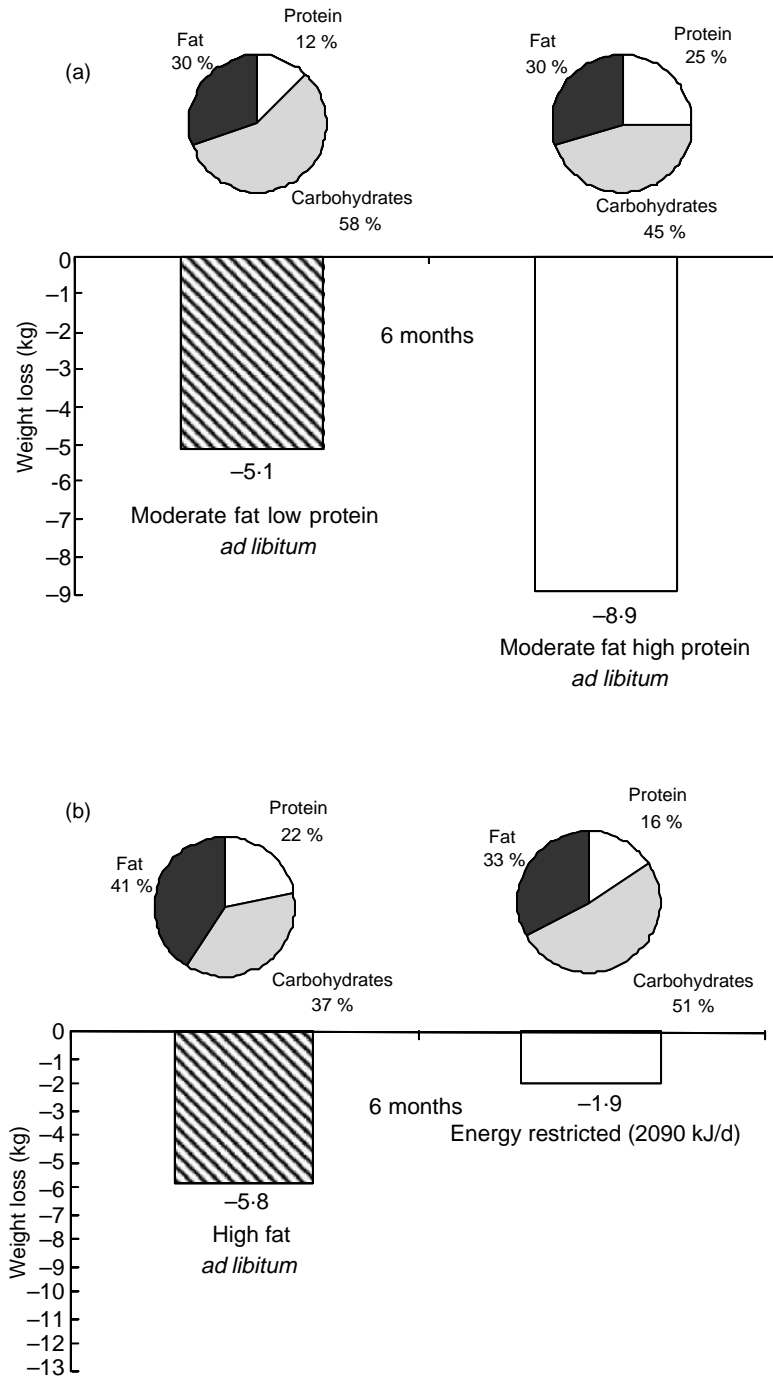 (a)
Fat
30 %
Protein
12 %
Carbohydrates
58 %
Fat
30 %
Protein
25 %
Carbohydrates
45 %
Weight loss (kg)
0
–1
–2
–3
–4
–5
-6
–7
–8
–9
6 months
–5·1
Moderate fat low protein
ad libitum
–8·9
Moderate fat high protein
ad libitum
(b)
Fat
41 %
Protein
22 %
Carbohydrates
37 %
Fat
33 %
Protein
16 %
Carbohydrates
51 %
Weight loss (kg)
0
–1
–2
–3
–4
–5
–6
–7
–8
–9
–10
–11
–12
–13
6 months
–5·8
High fat
ad libitum
–1·9
Energy restricted (2090 kJ/d)